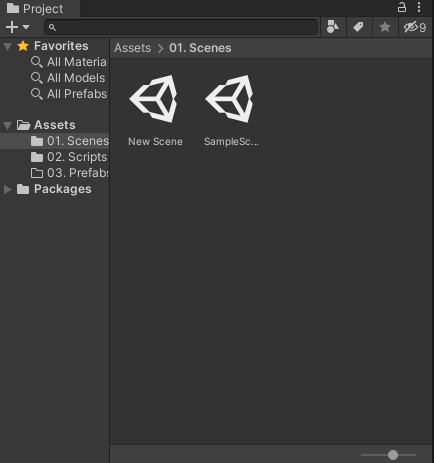 Project
9
Favorites
All Materia
All Models
All Prefabs
Assets
01. Scenes
02. Scripts
03. Prefabs
Packages
Assets > 01. Scenes
New Scene
SampleSc...